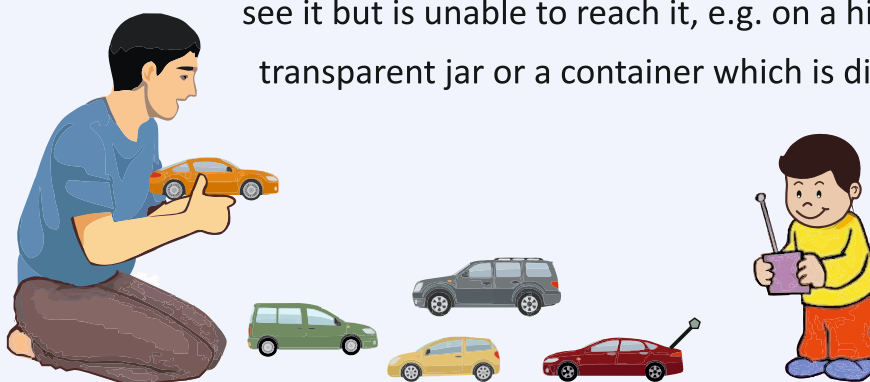 see it but is unable to reach it, e.g. on a
transparent jar or a container which is